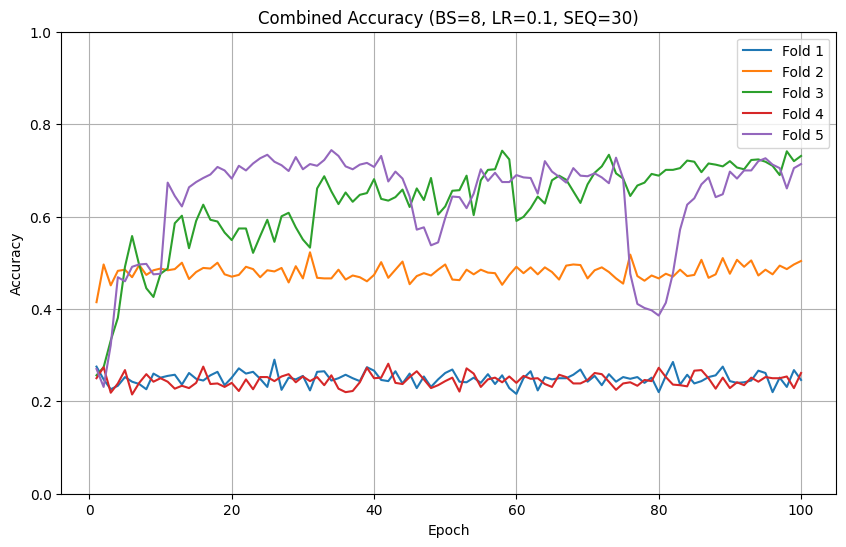 Combined Accuracy (BS=8, LR=0.1, SEQ=30)
1.0
0.8
0.6
0.4
0.2
0.0
Accuracy
0 20 40 60 80 100
Epoch
Fold 1
Fold 2
Fold 3
Fold 4
Fold 5